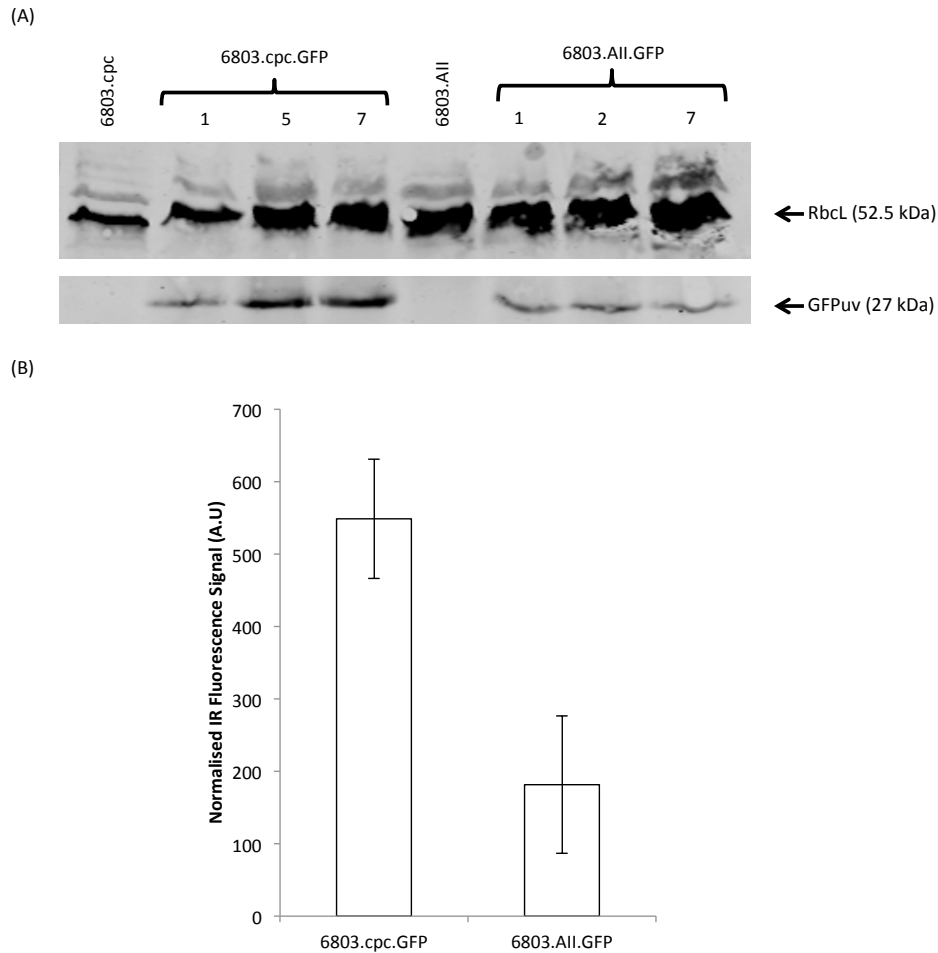 (A)
6803.cpc
6803.cpc.GFP
6803.AII
6803.AII.GFP
1
5
7
1
2
7
RbcL (52.5 kDa)
GFPuv (27 kDa)
(B)
Normalised IR Fluorescence Signal (A.U)
700
600
500
400
300
200
100
0
6803.cpc.GFP
6803.AII.GFP